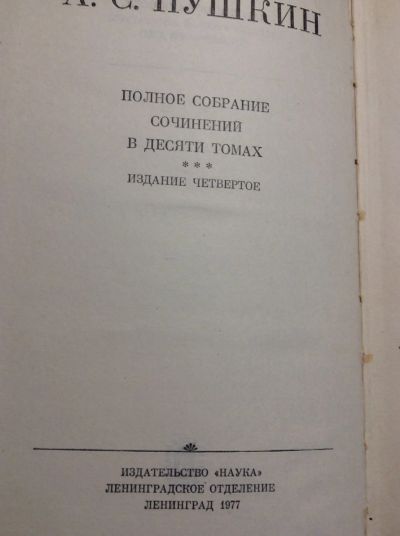 А. С. ПУШКИН
ПОЛНОЕ СОБРАНИЕ
СОЧИНЕНИЙ
В ДЕСЯТИ ТОМАХ
* * *
ИЗДАНИЕ ЧЕТВЕРТОЕ
ИЗДАТЕЛЬСТВО «НАУКА»
ЛЕНИНГРАДСКОЕ ОТДЕЛЕНИЕ
ЛЕНИНГРАД 1977